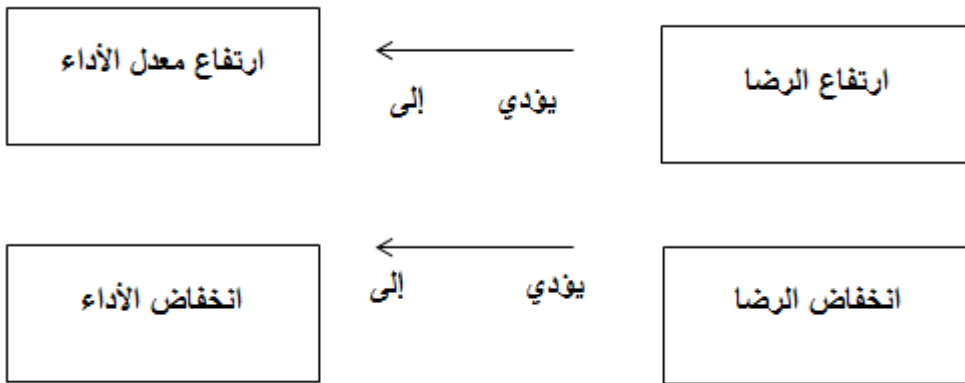 ارتفاع الرضا
يؤدي إلى
ارتفاع معدل الأداء
انخفاض الرضا
يؤدي إلى
انخفاض الأداء